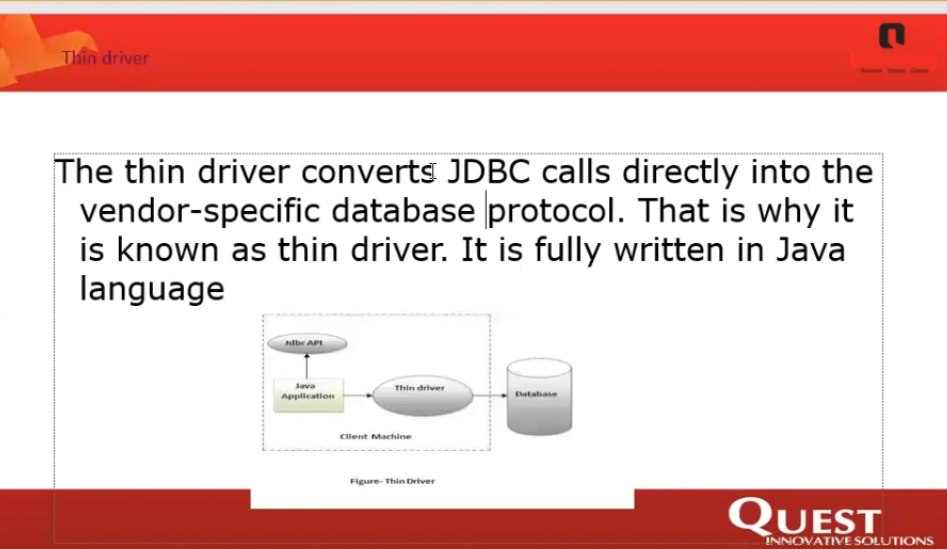 Thin driver
The thin driver converts JDBC calls directly into the
vendor-specific database protocol. That is why it
is known as thin driver. It is fully written in Java
language
Jdbc API
Java
Application
Thin driver
Database
Client Machine
Figure- Thin Driver
QUEST
INNOVATIVE SOLUTIONS